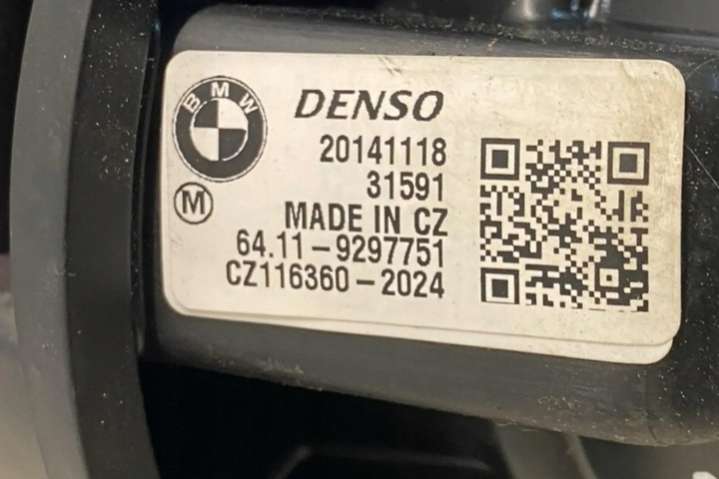 BMW
DENSO
20141118
31591
M
MADE IN CZ
64.11-9297751
CZ116360-2024